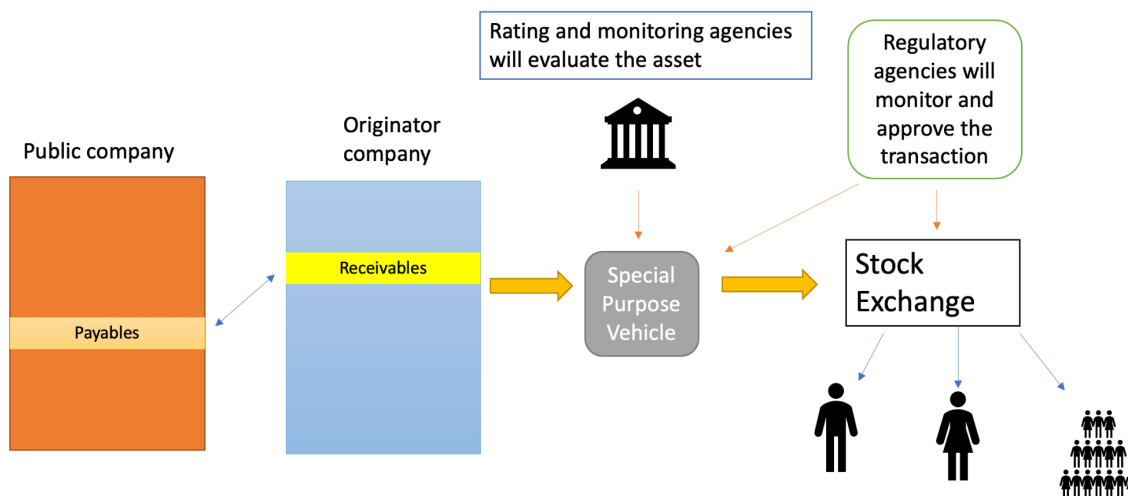 Rating and monitoring agencies
will evaluate the asset
Regulatory
agencies will
monitor and
approve the
transaction
Public company
Originator
company
Receivables
Payables
Special
Purpose
Vehicle
Stock
Exchange